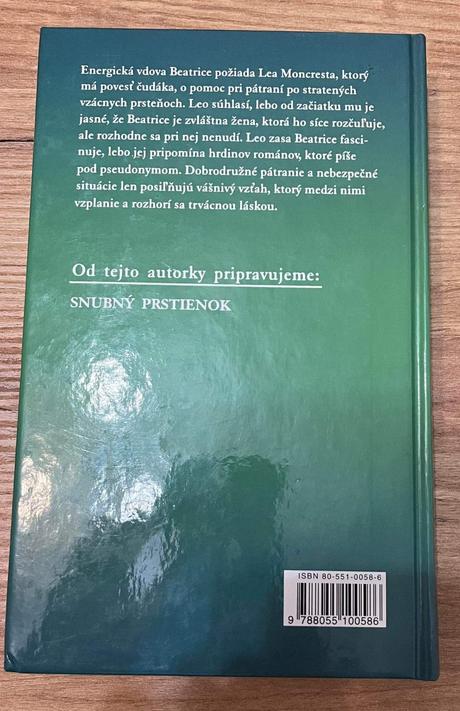 Energická vdova Beatrice požiada Lea Moncresta, ktorý
má povesť čudáka, o pomoc pri pátraní po stratených
vzácnych prsteňoch. Leo súhlasí, lebo od začiatku mu je
jasné, že Beatrice je zvláštna žena, ktorá ho síce rozčuľuje,
ale rozhodne sa pri nej nenudí. Leo zasa Beatrice fasci-
nuje, lebo jej pripomína hrdinov románov, ktoré píše
pod pseudonymom. Dobrodružné pátranie a nebezpečné
situácie len posilňujú vášnivý vzťah, ktorý medzi nimi
vzplanie a rozhorí sa trvácnou láskou.
Od tejto autorky pripravujeme:
SNUBNÝ PRSTIENOK
ISBN 80-551-0058-6
9 788055 100586